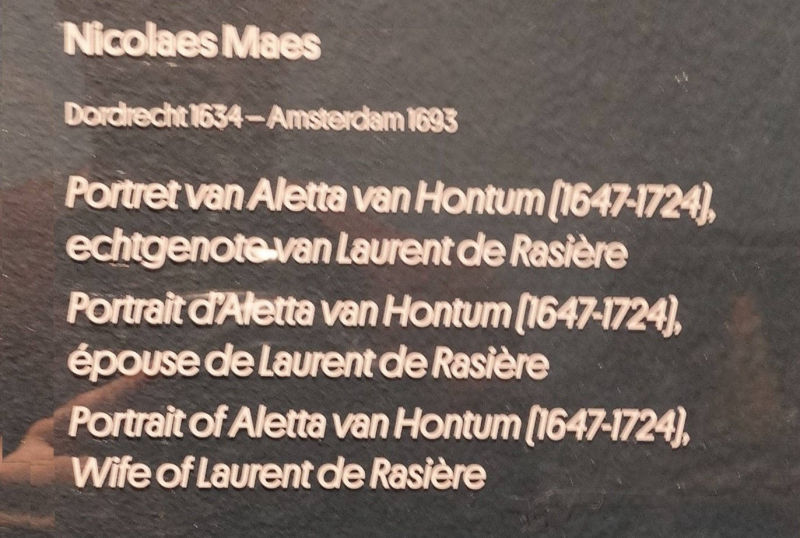 Nicolaes Maes
Dordrecht 1634 – Amsterdam 1693
Portret van Aletta van Hontum (1647-1724),
echtgenote van Laurent de Rasière
Portrait d'Aletta van Hontum (1647-1724),
épouse de Laurent de Rasière
Portrait of Aletta van Hontum (1647-1724),
Wife of Laurent de Rasière